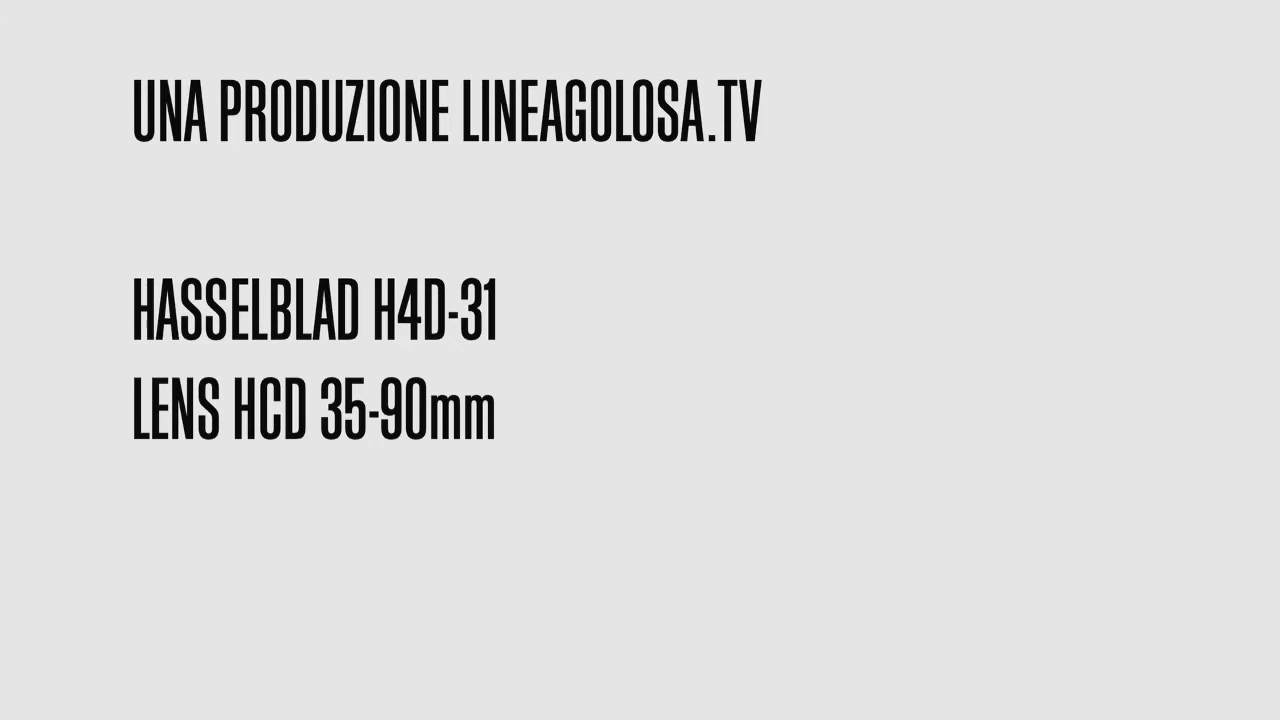 UNA PRODUZIONE LINEAGOLOSA.TV
HASSELBLAD H4D-31
LENS HCD 35-90mm